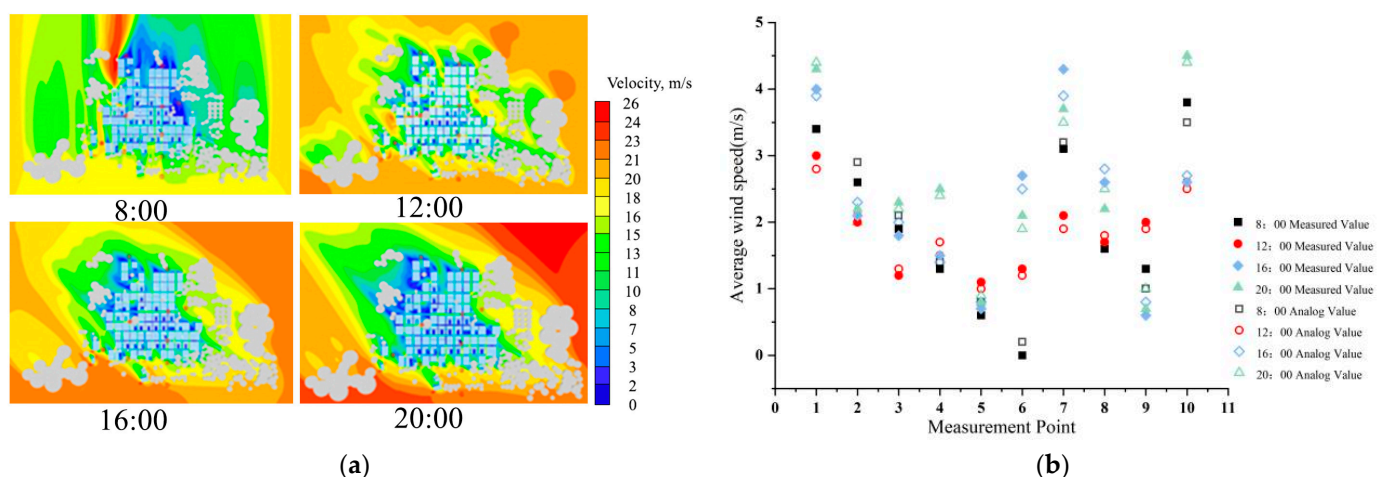 8:00
12:00
16:00
20:00
Velocity, m/s
26
24
23
21
20
18
16
15
13
11
10
8
7
5
3
2
0
(a)
Average wind speed(m/s)
5
4
3
2
1
0
0 1 2 3 4 5 6 7 8 9 10 11
Measurement Point
8：00 Measured Value
12：00 Measured Value
16：00 Measured Value
20：00 Measured Value
8：00 Analog Value
12：00 Analog Value
16：00 Analog Value
20：00 Analog Value
(b)